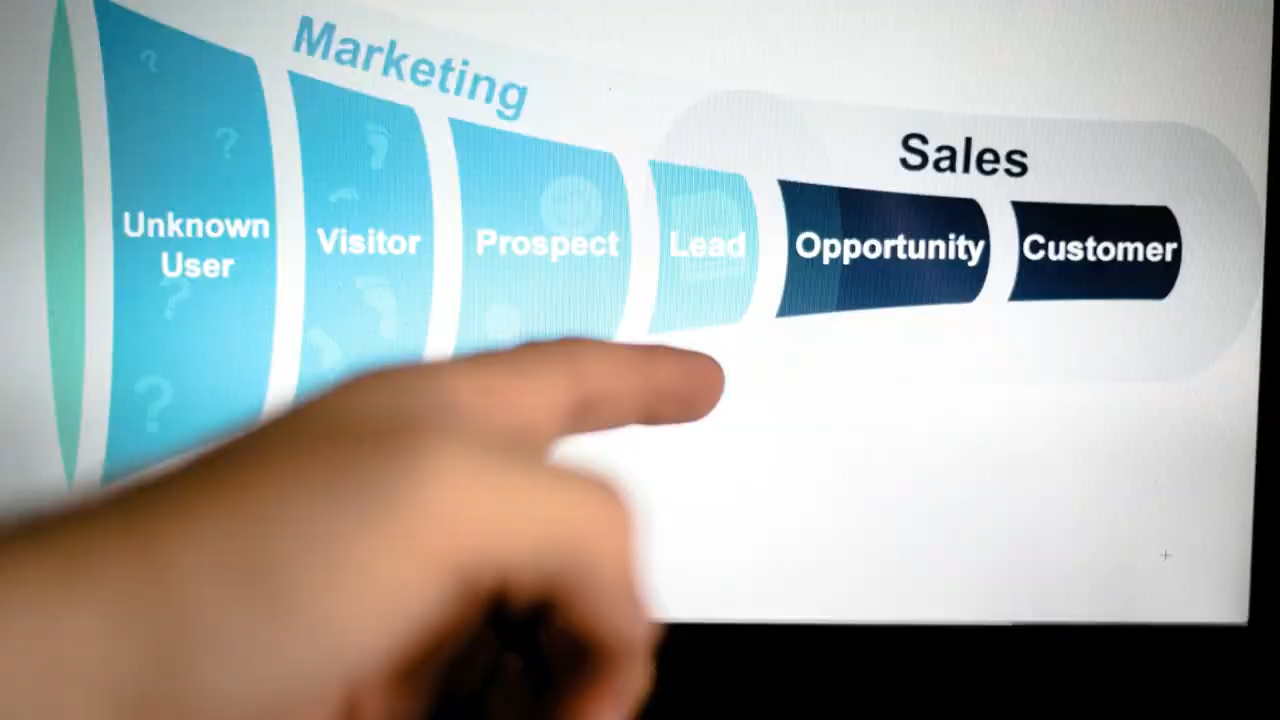 Marketing
Sales
Unknown
User
Visitor
Prospect
Lead
Opportunity
Customer